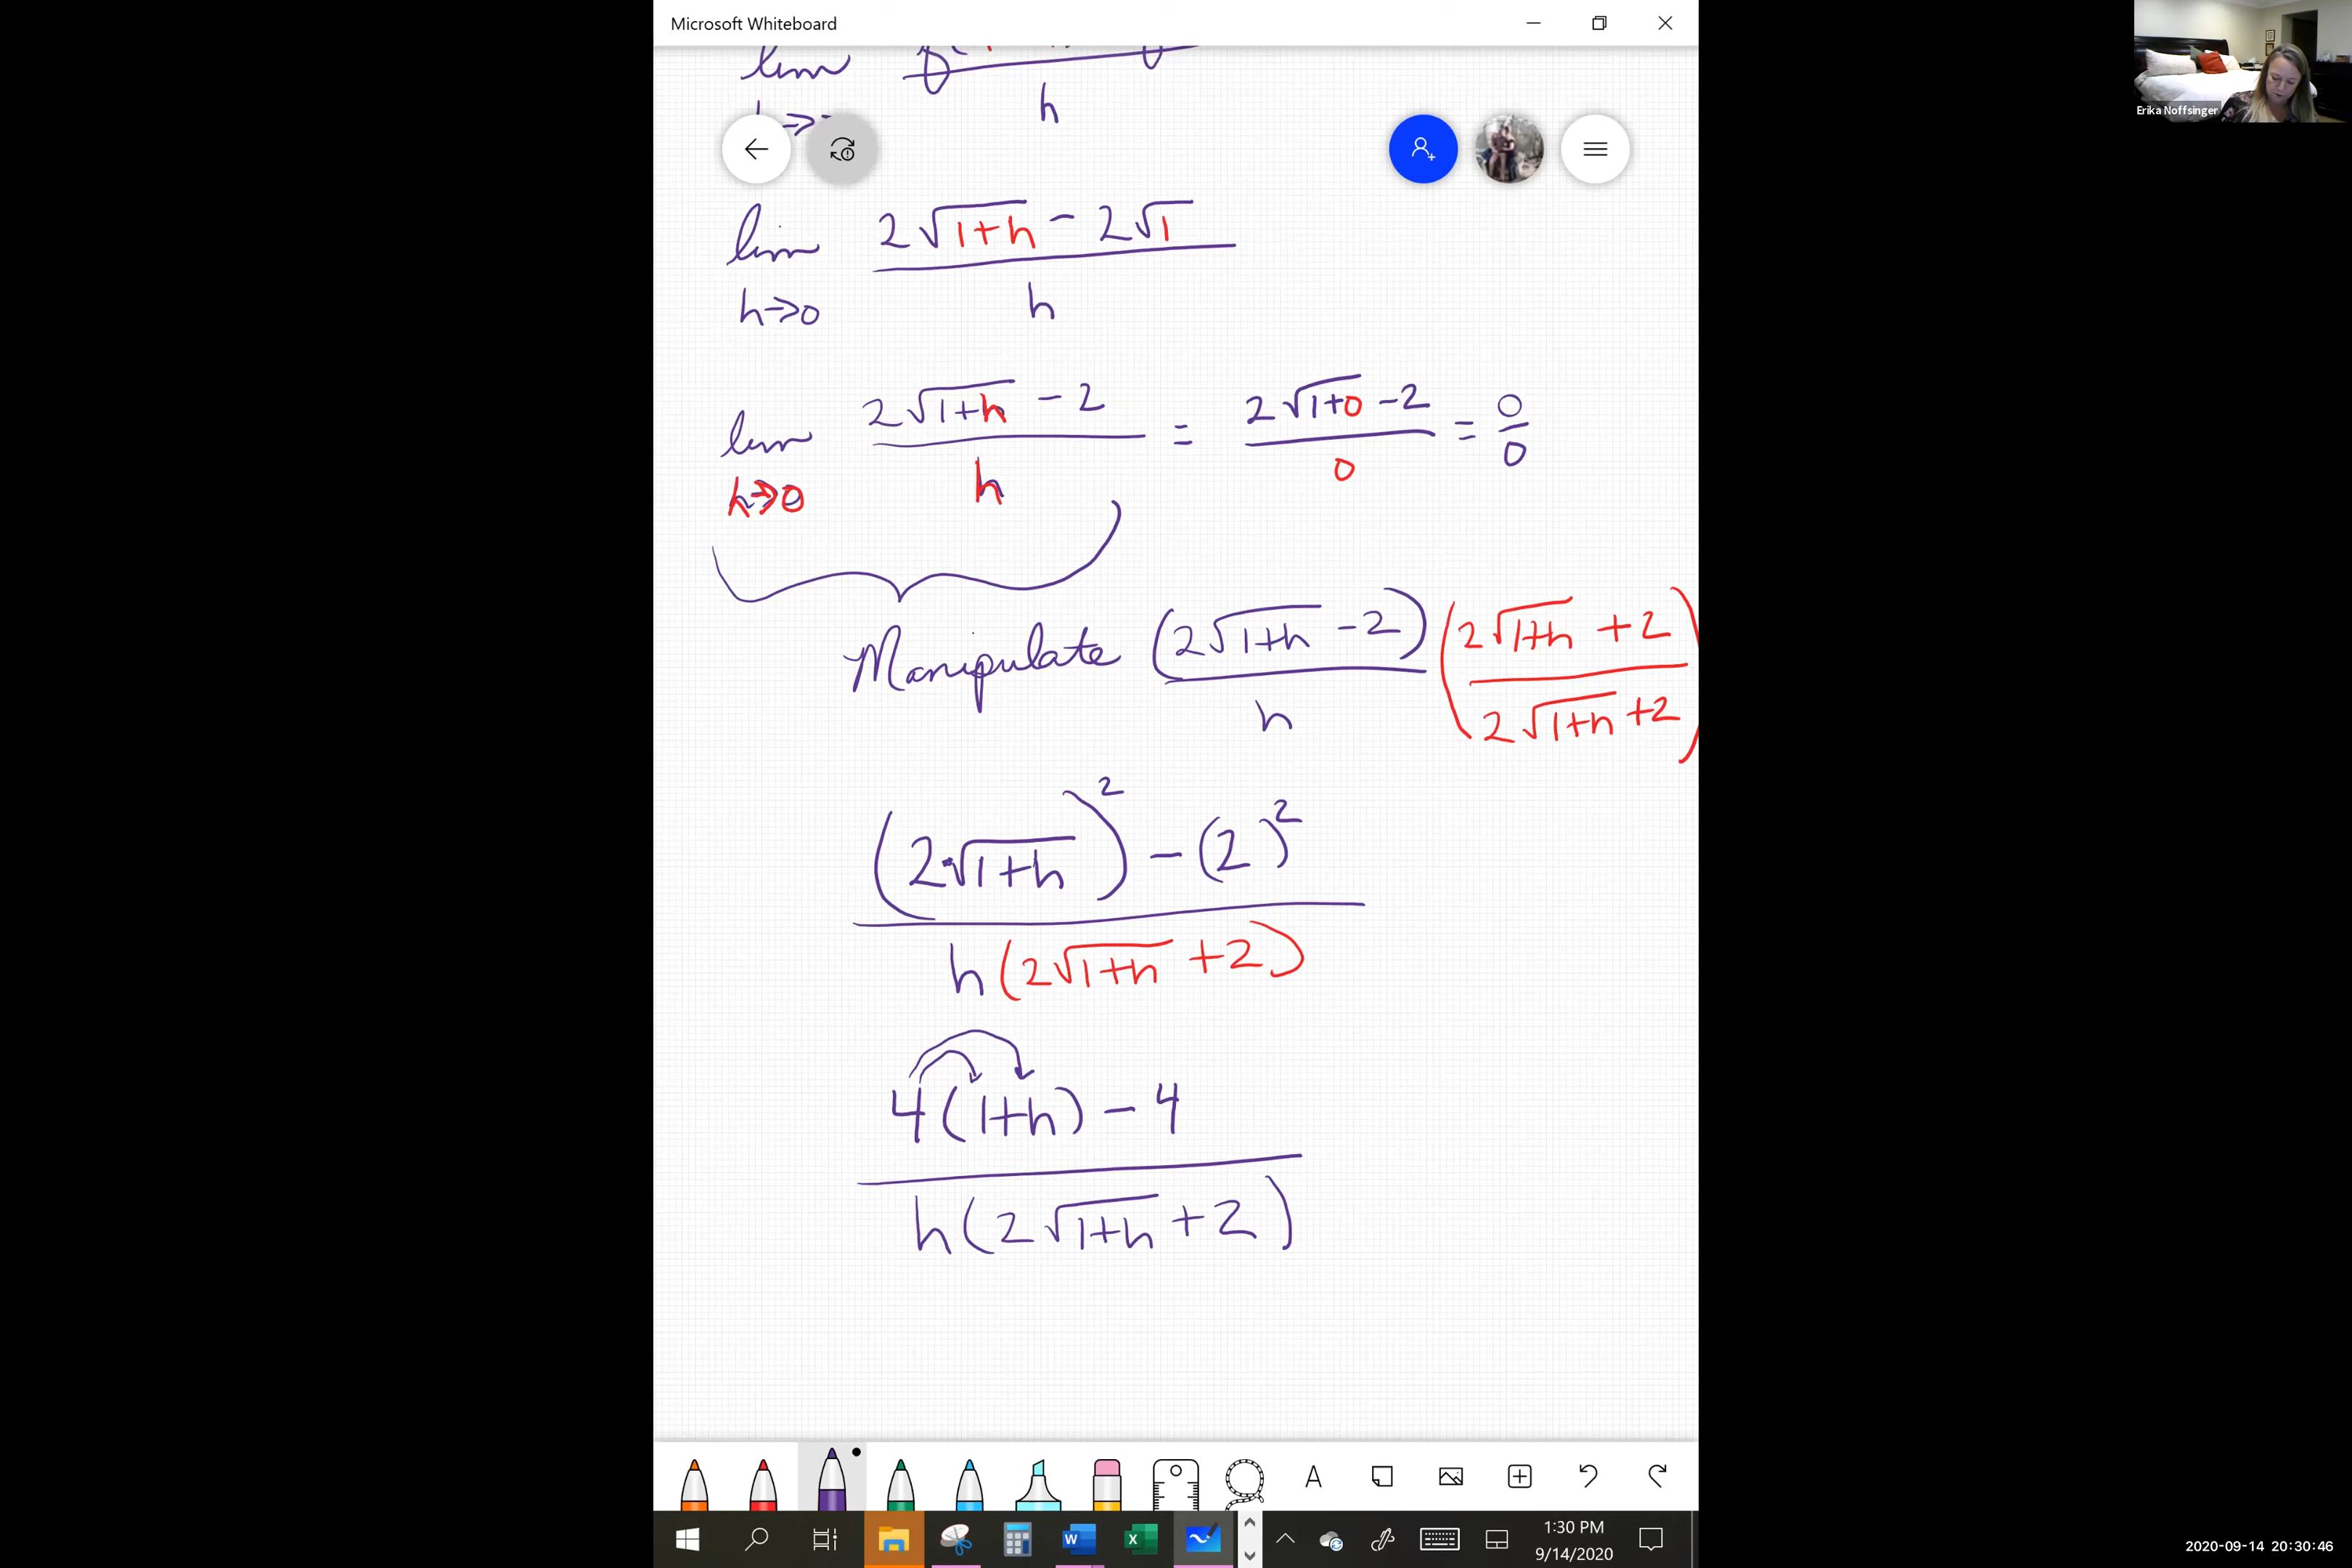 Microsoft Whiteboard
Erika Noffsinger
lim
h
lim 2√1+h - 2√1
h→0 h
lim 2√1+h - 2 = 2√1+0 - 2 = 0
h→0 h 0 0
Manipulate (2√1+h - 2) (2√1+h + 2)
h 2√1+h + 2
(2·√1+h)² - (2)²
h(2√1+h + 2)
4(1+h) - 4
h(2√1+h + 2)
1:30 PM
9/14/2020
2020-09-14 20:30:46